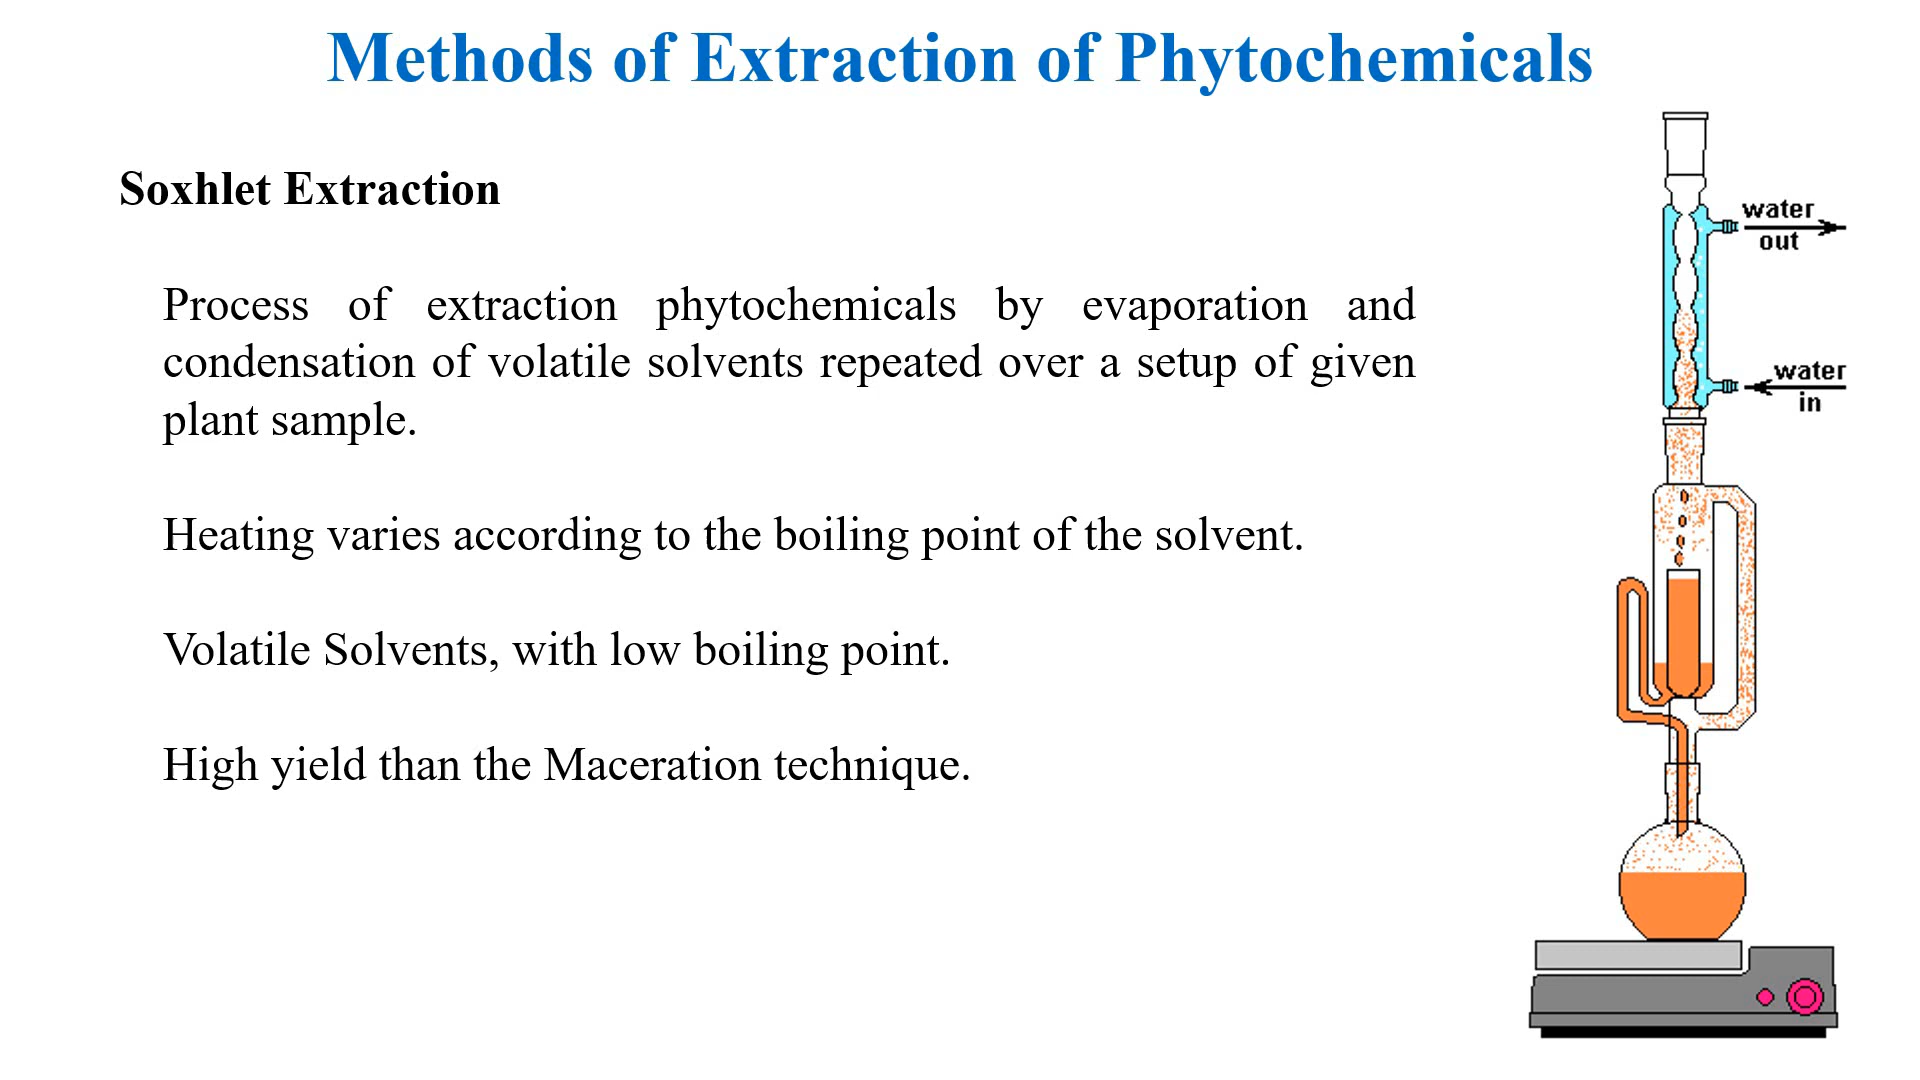 Methods of Extraction of Phytochemicals
Soxhlet Extraction
Process of extraction phytochemicals by evaporation and
condensation of volatile solvents repeated over a setup of given
plant sample.
Heating varies according to the boiling point of the solvent.
Volatile Solvents, with low boiling point.
High yield than the Maceration technique.
water
out
water
in